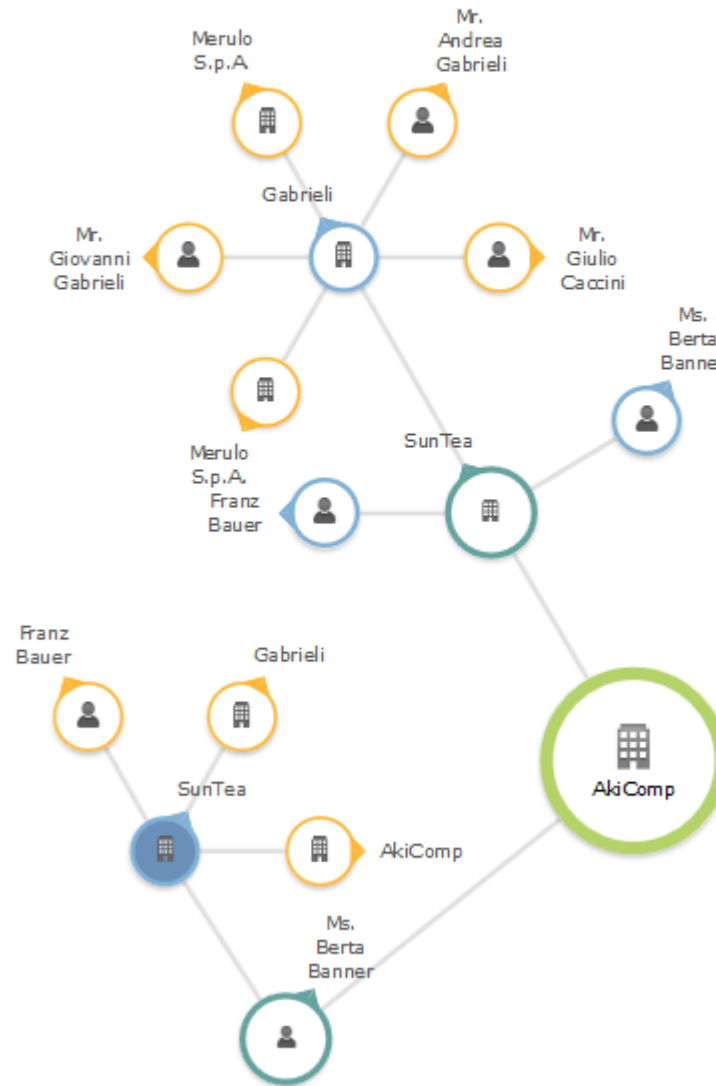 Merulo
S.p.A.
Mr.
Andrea
Gabrieli
Gabrieli
Mr.
Giovanni
Gabrieli
Mr.
Giulio
Caccini
Ms.
Berta
Banner
Merulo
S.p.A.
SunTea
Franz
Bauer
Franz
Bauer
Gabrieli
SunTea
AkiComp
AkiComp
Ms.
Berta
Banner